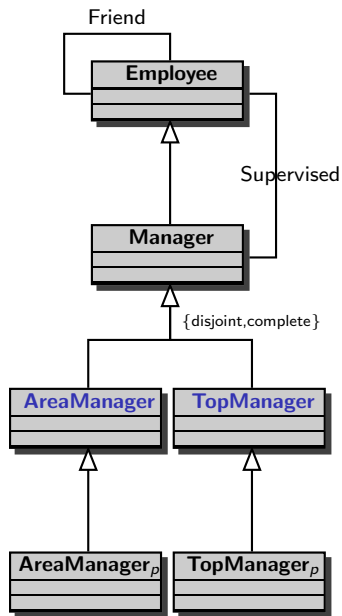 Friend
Employee
Supervised
Manager
{disjoint,complete}
AreaManager
TopManager
AreaManagerₚ
TopManagerₚ